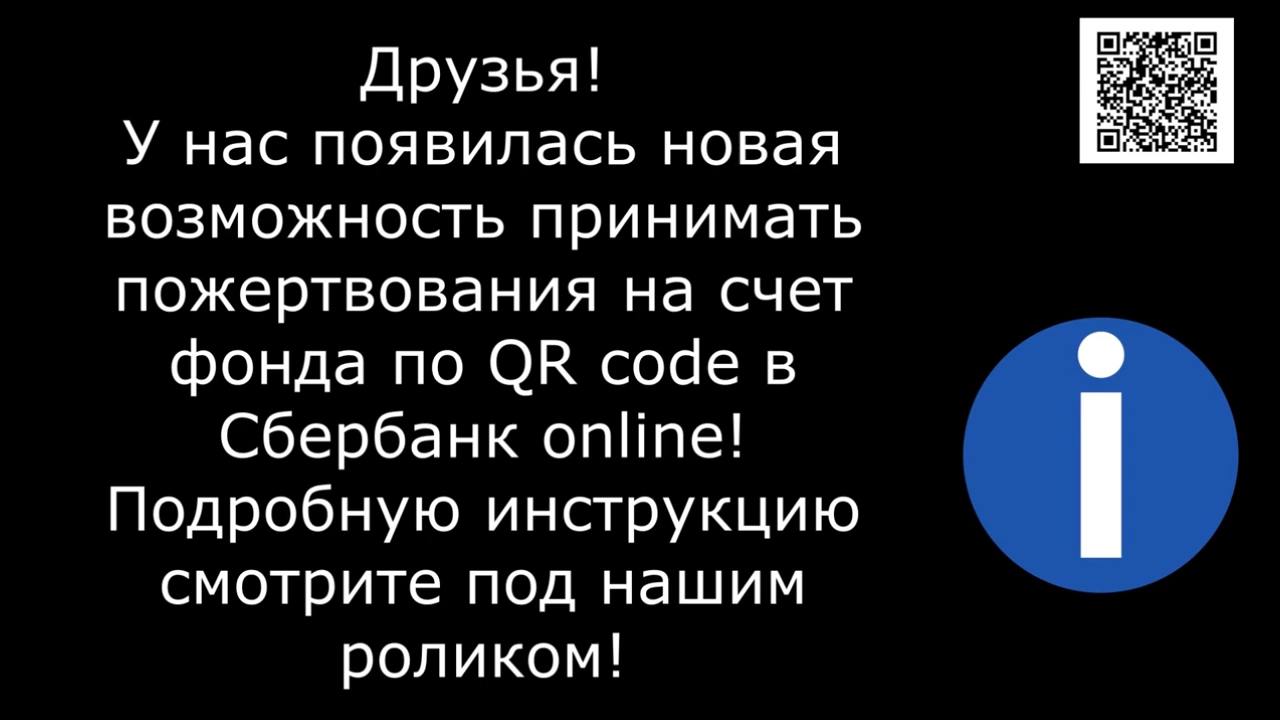 Друзья!
У нас появилась новая
возможность принимать
пожертвования на счет
фонда по QR code в
Сбербанк online!
Подробную инструкцию
смотрите под нашим
роликом!